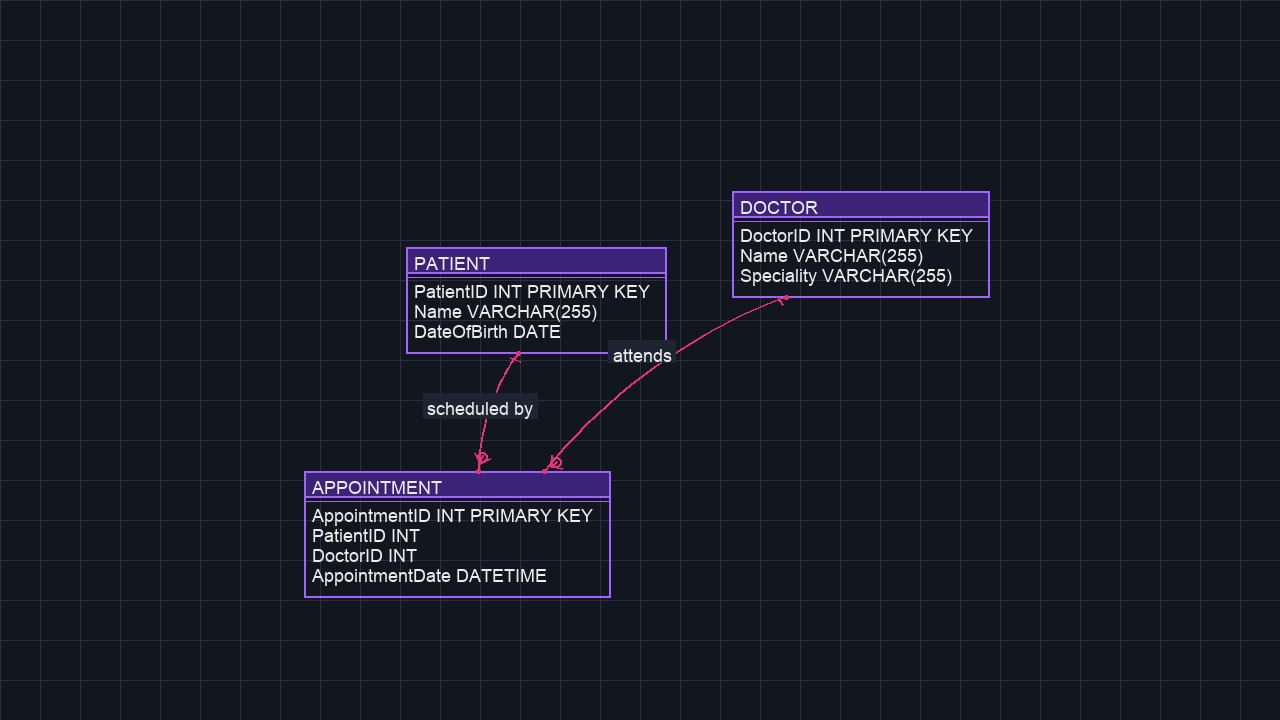 DOCTOR
DoctorID INT PRIMARY KEY
Name VARCHAR(255)
Speciality VARCHAR(255)
PATIENT
PatientID INT PRIMARY KEY
Name VARCHAR(255)
DateOfBirth DATE
attends
scheduled by
APPOINTMENT
AppointmentID INT PRIMARY KEY
PatientID INT
DoctorID INT
AppointmentDate DATETIME